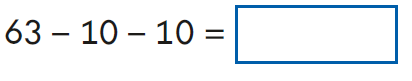 63 – 10 – 10 =